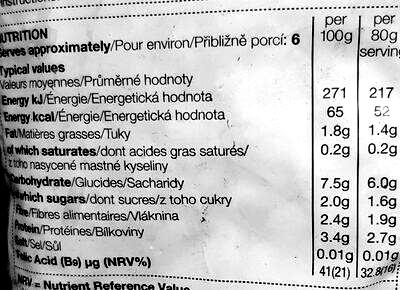 NUTRITION
Serves approximately/Pour environ/Přibližně porcí: 6
per 100g
per 80g serving
Typical values
Valeurs moyennes/Průměrné hodnoty
Energy kJ/Énergie/Energetická hodnota 271 217
Energy kcal/Énergie/Energetická hodnota 65 52
Fat/Matières grasses/Tuky 1.8g 1.4g
of which saturates/dont acides gras saturés/ 0.2g 0.2g
z toho nasycené mastné kyseliny
Carbohydrate/Glucides/Sacharidy 7.5g 6.0g
of which sugars/dont sucres/z toho cukry 2.0g 1.6g
Fibre/Fibres alimentaires/Vláknina 2.4g 1.9g
Protein/Protéines/Bílkoviny 3.4g 2.7g
Salt/Sel/Sůl 0.01g 0.01g
Folic Acid (B9) µg (NRV%) 41(21) 32.8(16)
NRV = Nutrient Reference Value